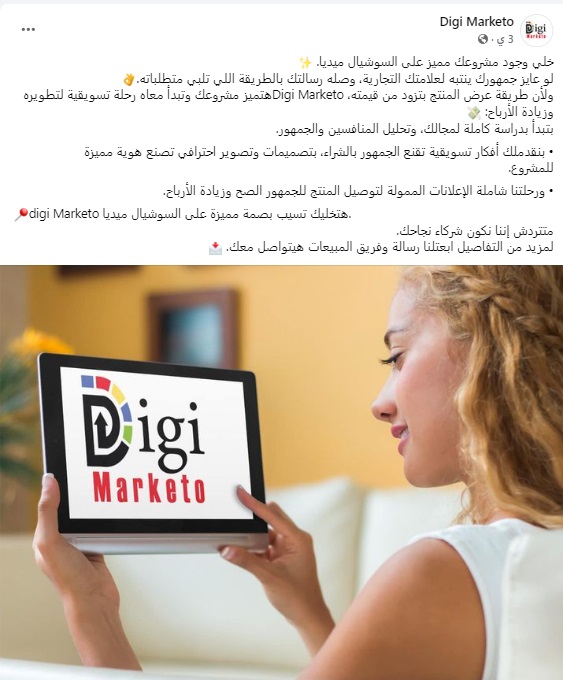 Digi Marketo
3 ي ·
خلي وجود مشروعك مميز على السوشيال ميديا. ✨
لو عايز جمهورك ينتبه لعلامتك التجارية، وصله رسالتك بالطريقة اللي تلبي متطلباته.👌
ولأن طريقة عرض المنتج بتزود من قيمته، Digi Marketoهتميز مشروعك وتبدأ معاه رحلة تسويقية لتطويره
وزيادة الأرباح: 💸
بتبدأ بدراسة كاملة لمجالك، وتحليل المنافسين والجمهور.
• بنقدملك أفكار تسويقية تقنع الجمهور بالشراء، بتصميمات وتصوير احترافي تصنع هوية مميزة
للمشروع.
• ورحلتنا شاملة الإعلانات الممولة لتوصيل المنتج للجمهور الصح وزيادة الأرباح.
📍digi Marketo هتخليك تسيب بصمة مميزة على السوشيال ميديا.
متتردش إننا نكون شركاء نجاحك.
لمزيد من التفاصيل ابعتلنا رسالة وفريق المبيعات هيتواصل معك. 📩
Digi
Marketo